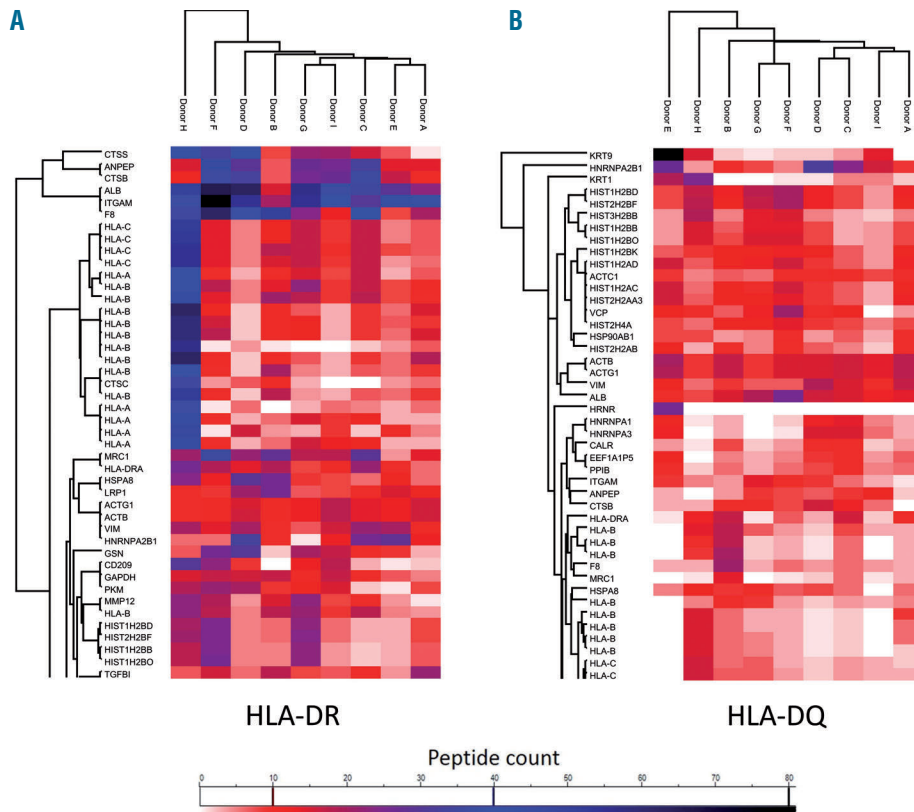 A
Donor H
Donor F
Donor D
Donor B
Donor G
Donor I
Donor C
Donor E
Donor A
CTSS
ANPEP
CTSB
ALB
ITGAM
F8
HLA-C
HLA-C
HLA-C
HLA-C
HLA-A
HLA-B
HLA-B
HLA-B
HLA-B
HLA-B
HLA-B
HLA-B
HLA-B
CTSC
HLA-B
HLA-A
HLA-A
HLA-A
HLA-A
MRC1
HLA-DRA
HSPA8
LRP1
ACTG1
ACTB
VIM
HNRNPA2B1
GSN
CD209
GAPDH
PKM
MMP12
HLA-B
HIST1H2BD
HIST2H2BF
HIST1H2BB
HIST1H2BO
TGFBI
HLA-DR
B
Donor E
Donor H
Donor B
Donor G
Donor F
Donor D
Donor C
Donor I
Donor A
KRT9
HNRNPA2B1
KRT1
HIST1H2BD
HIST2H2BF
HIST3H2BB
HIST1H2BB
HIST1H2BO
HIST1H2BK
HIST1H2AD
ACTC1
HIST1H2AC
HIST2H2AA3
VCP
HIST2H4A
HSP90AB1
HIST2H2AB
ACTB
ACTG1
VIM
ALB
HRNR
HNRNPA1
HNRNPA3
CALR
EEF1A1P5
PPIB
ITGAM
ANPEP
CTSB
HLA-DRA
HLA-B
HLA-B
HLA-B
F8
MRC1
HSPA8
HLA-B
HLA-B
HLA-B
HLA-B
HLA-B
HLA-C
HLA-C
HLA-DQ
Peptide count
0 10 20 30 40 50 60 70 80